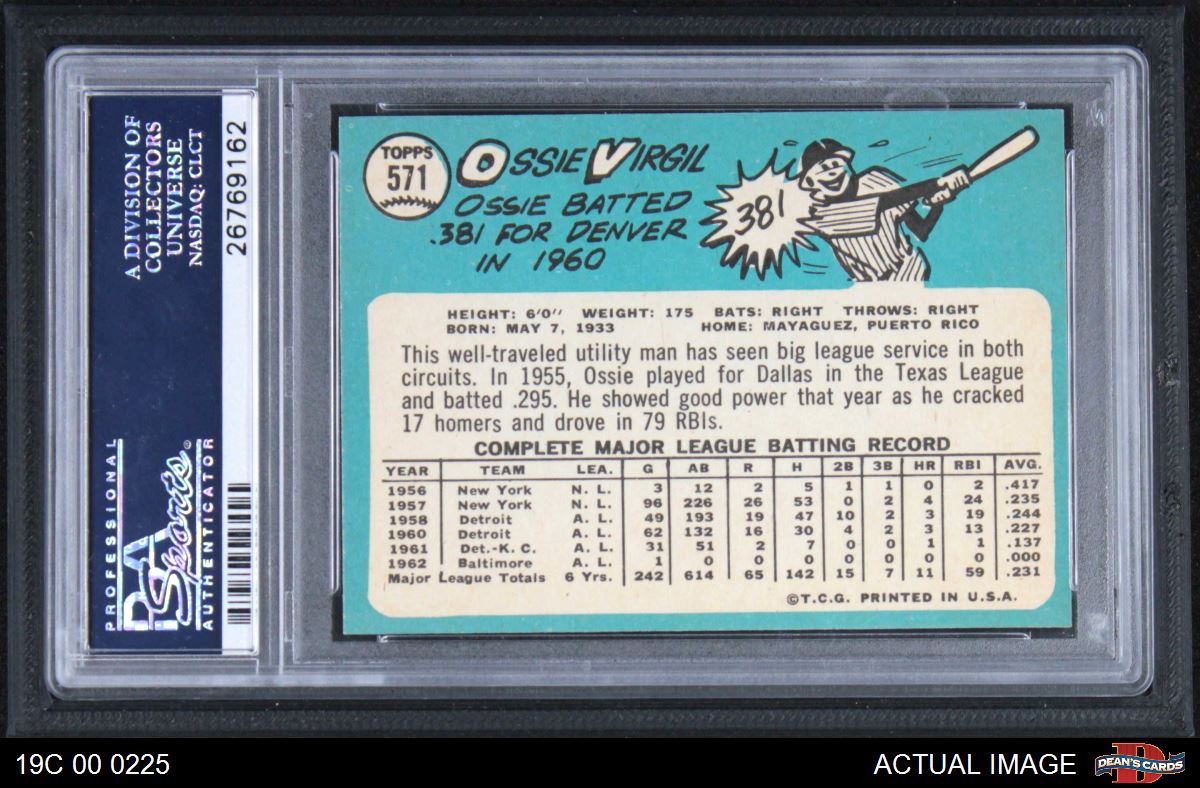 A DIVISION OF
COLLECTORS
UNIVERSE
NASDAQ: CLCT
26769162
PROFESSIONAL
PSA
Sports®
AUTHENTICATOR
TOPPS
571
OSSIE VIRGIL
OSSIE BATTED
.381 FOR DENVER
IN 1960
381
HEIGHT: 6'0" WEIGHT: 175 BATS: RIGHT THROWS: RIGHT
BORN: MAY 7, 1933 HOME: MAYAGUEZ, PUERTO RICO
This well-traveled utility man has seen big league service in both
circuits. In 1955, Ossie played for Dallas in the Texas League
and batted .295. He showed good power that year as he cracked
17 homers and drove in 79 RBIs.
COMPLETE MAJOR LEAGUE BATTING RECORD
YEAR TEAM LEA. G AB R H 2B 3B HR RBI AVG.
1956 New York N. L. 3 12 2 5 1 1 0 2 .417
1957 New York N. L. 96 226 26 53 0 2 4 24 .235
1958 Detroit A. L. 49 193 19 47 10 2 3 19 .244
1960 Detroit A. L. 62 132 16 30 4 2 3 13 .227
1961 Det.-K. C. A. L. 31 51 2 7 0 0 1 1 .137
1962 Baltimore A. L. 1 0 0 0 0 0 0 0 .000
Major League Totals 6 Yrs. 242 614 65 142 15 7 11 59 .231
©T.C.G. PRINTED IN U.S.A.
19C 00 0225
ACTUAL IMAGE
D
DEAN'S CARDS